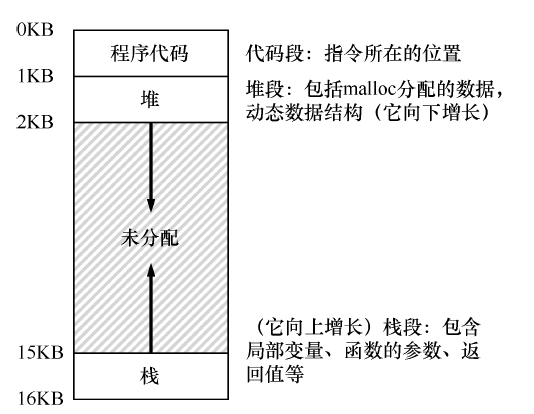 0KB
程序代码
代码段：指令所在的位置
1KB
堆
堆段：包括malloc分配的数据，
动态数据结构（它向下增长）
2KB
未分配
（它向上增长）栈段：包含
局部变量、函数的参数、返
回值等
15KB
栈
16KB